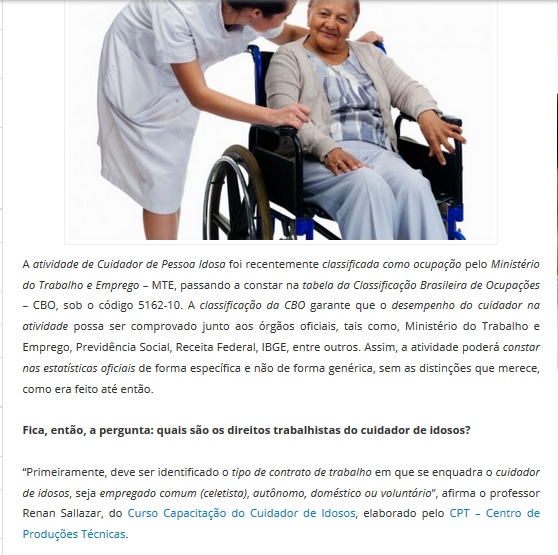 A atividade de Cuidador de Pessoa Idosa foi recentemente classificada como ocupação pelo Ministério
do Trabalho e Emprego – MTE, passando a constar na tabela da Classificação Brasileira de Ocupações
– CBO, sob o código 5162-10. A classificação da CBO garante que o desempenho do cuidador na
atividade possa ser comprovado junto aos órgãos oficiais, tais como, Ministério do Trabalho e
Emprego, Previdência Social, Receita Federal, IBGE, entre outros. Assim, a atividade poderá constar
nas estatísticas oficiais de forma específica e não de forma genérica, sem as distinções que merece,
como era feito até então.
Fica, então, a pergunta: quais são os direitos trabalhistas do cuidador de idosos?
“Primeiramente, deve ser identificado o tipo de contrato de trabalho em que se enquadra o cuidador
de idosos, seja empregado comum (celetista), autônomo, doméstico ou voluntário”, afirma o professor
Renan Sallazar, do Curso Capacitação do Cuidador de Idosos, elaborado pelo CPT – Centro de
Produções Técnicas.